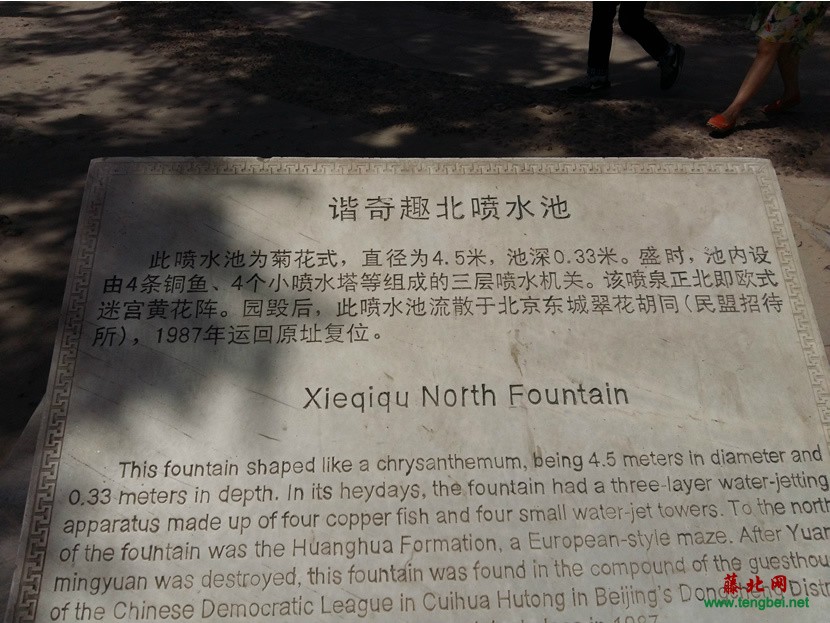 谐奇趣北喷水池
此喷水池为菊花式，直径为4.5米，池深0.33米。盛时，池内设
由4条铜鱼、4个小喷水塔等组成的三层喷水机关。该喷泉正北即欧式
迷宫黄花阵。园毁后，此喷水池流散于北京东城翠花胡同（民盟招待
所），1987年运回原址复位。
Xieqiqu North Fountain
This fountain shaped like a chrysanthemum, being 4.5 meters in diameter and
0.33 meters in depth. In its heydays, the fountain had a three-layer water-jetting
apparatus made up of four copper fish and four small water-jet towers. To the north
of the fountain was the Huanghua Formation, a European-style maze. After Yuan
mingyuan was destroyed, this fountain was found in the compound of the guesthou
of the Chinese Democratic League in Cuihua Hutong in Beijing's Dongcheng Distr
in 1987.
藤北网
www.tengbei.net